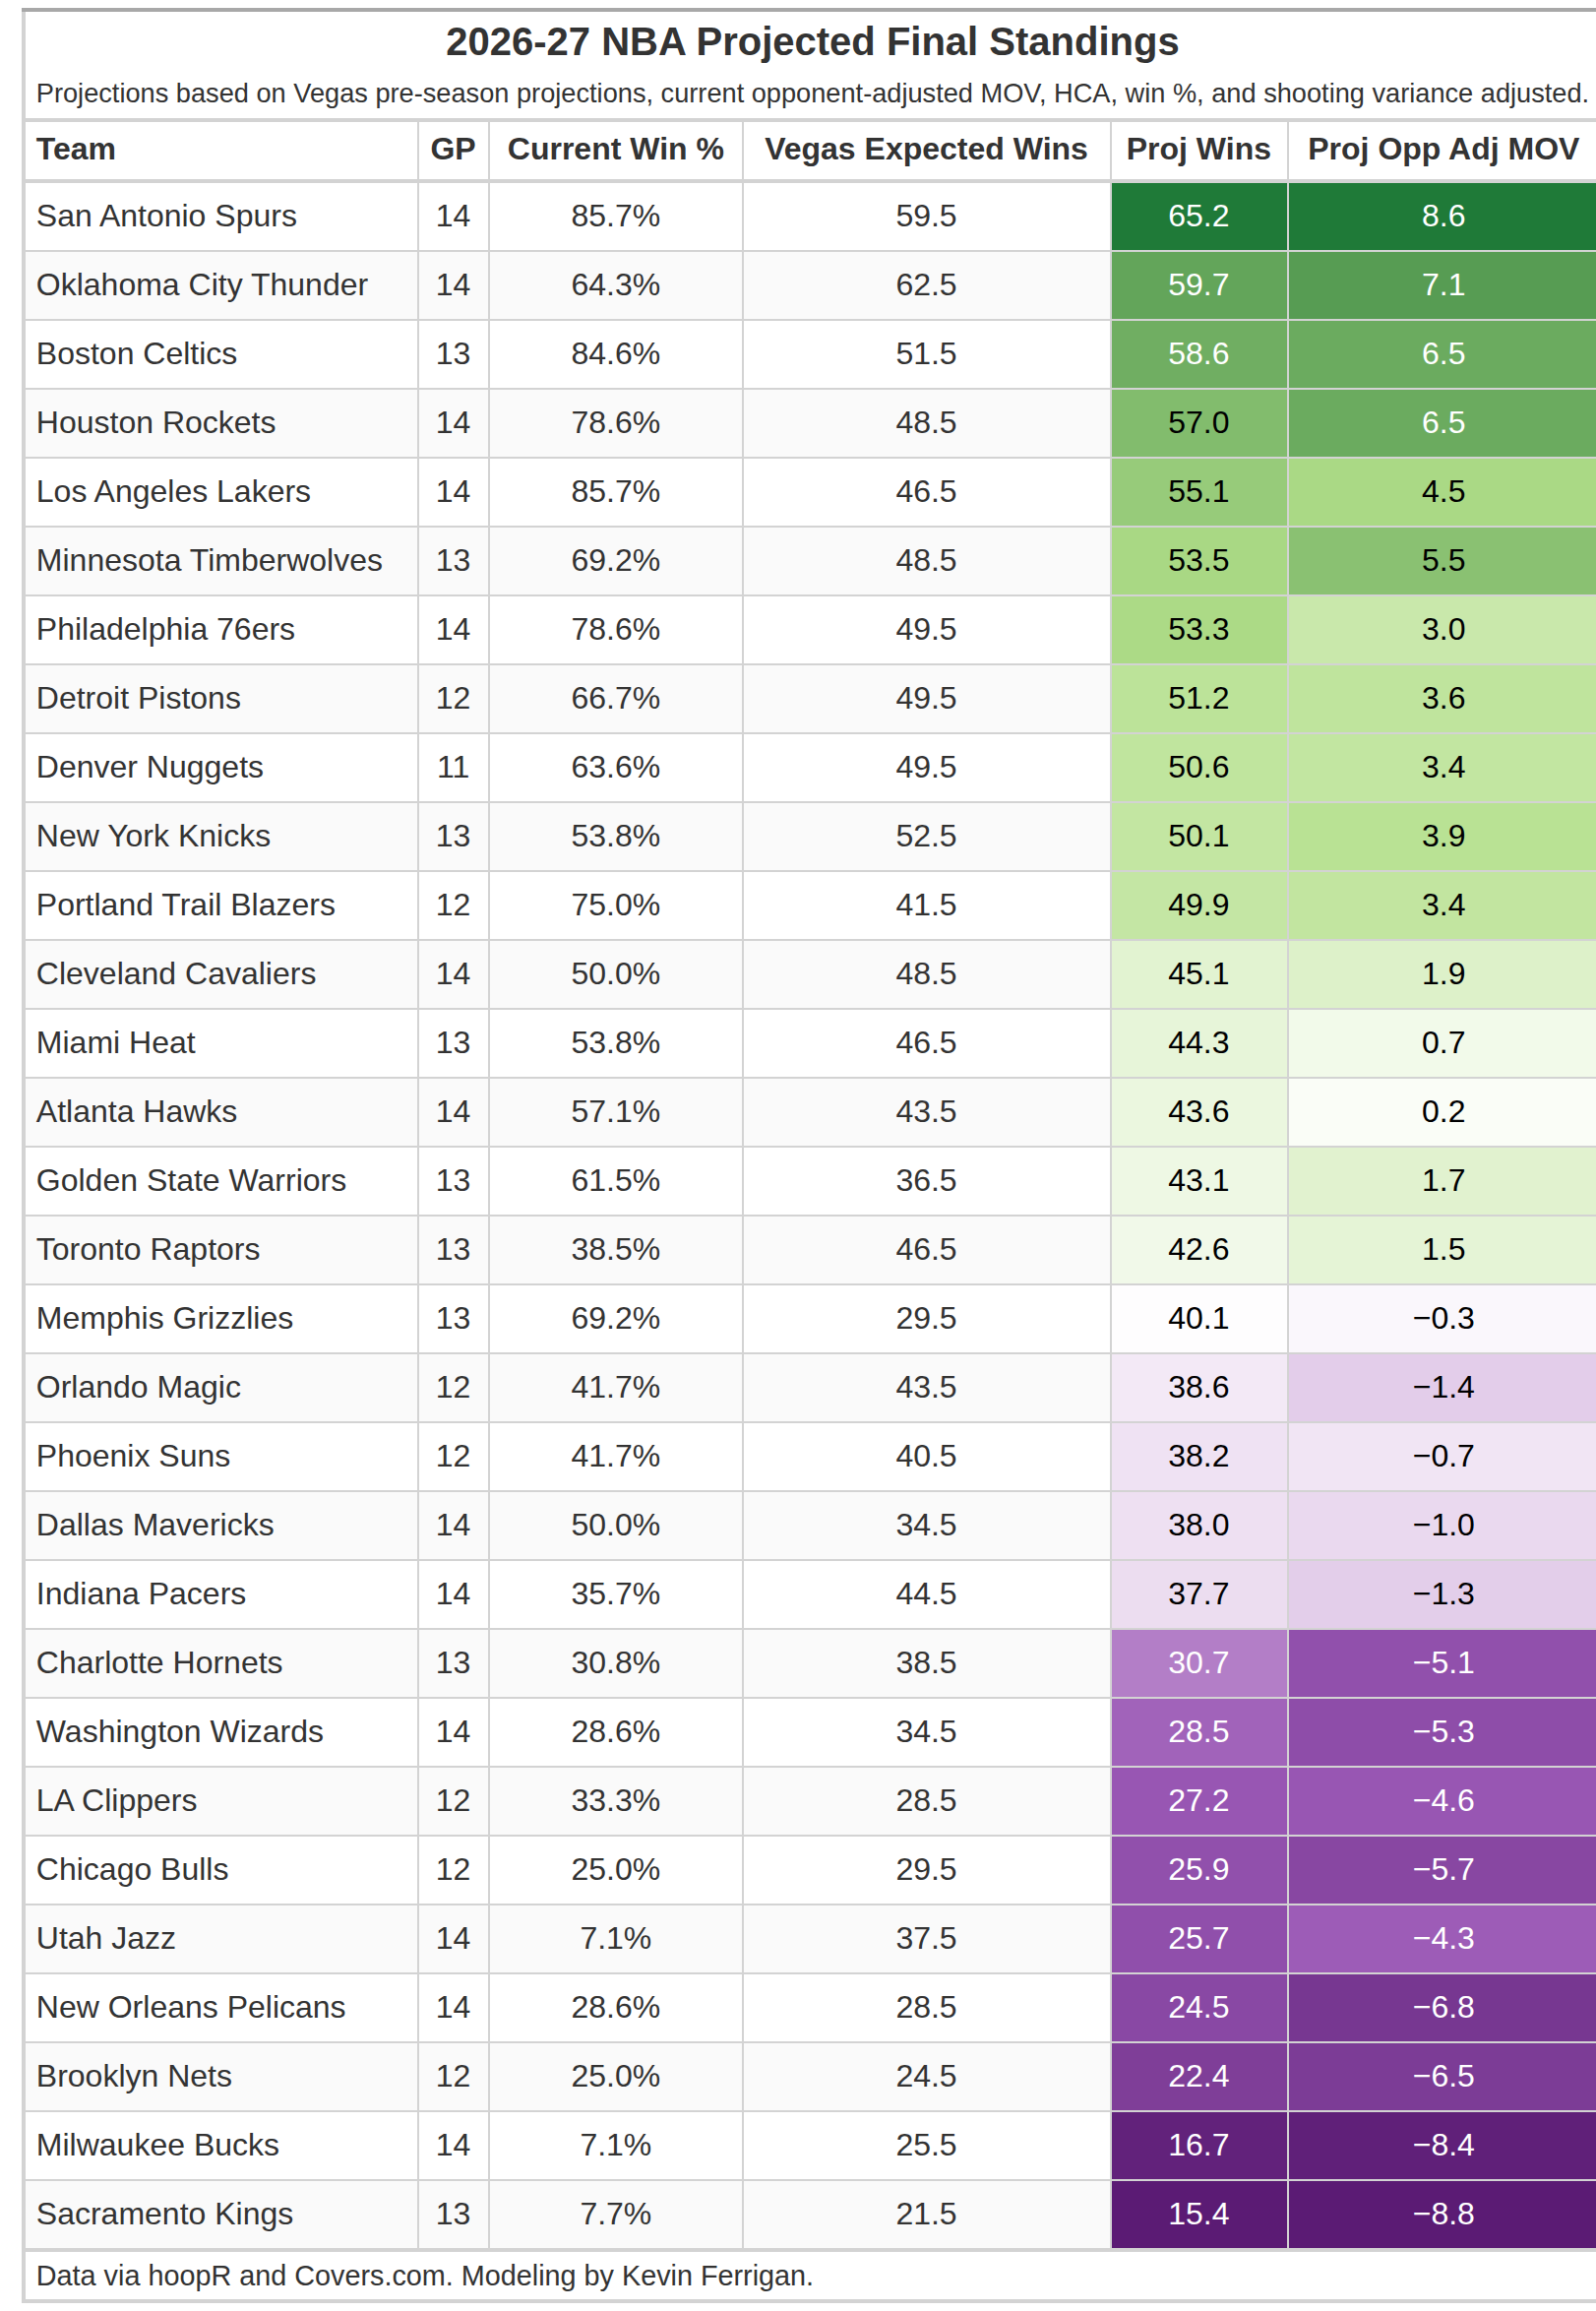 2026-27 NBA Projected Final Standings
Projections based on Vegas pre-season projections, current opponent-adjusted MOV, HCA, win %, and shooting variance adjusted.
Team GP Current Win % Vegas Expected Wins Proj Wins Proj Opp Adj MOV
San Antonio Spurs 14 85.7% 59.5 65.2 8.6
Oklahoma City Thunder 14 64.3% 62.5 59.7 7.1
Boston Celtics 13 84.6% 51.5 58.6 6.5
Houston Rockets 14 78.6% 48.5 57.0 6.5
Los Angeles Lakers 14 85.7% 46.5 55.1 4.5
Minnesota Timberwolves 13 69.2% 48.5 53.5 5.5
Philadelphia 76ers 14 78.6% 49.5 53.3 3.0
Detroit Pistons 12 66.7% 49.5 51.2 3.6
Denver Nuggets 11 63.6% 49.5 50.6 3.4
New York Knicks 13 53.8% 52.5 50.1 3.9
Portland Trail Blazers 12 75.0% 41.5 49.9 3.4
Cleveland Cavaliers 14 50.0% 48.5 45.1 1.9
Miami Heat 13 53.8% 46.5 44.3 0.7
Atlanta Hawks 14 57.1% 43.5 43.6 0.2
Golden State Warriors 13 61.5% 36.5 43.1 1.7
Toronto Raptors 13 38.5% 46.5 42.6 1.5
Memphis Grizzlies 13 69.2% 29.5 40.1 −0.3
Orlando Magic 12 41.7% 43.5 38.6 −1.4
Phoenix Suns 12 41.7% 40.5 38.2 −0.7
Dallas Mavericks 14 50.0% 34.5 38.0 −1.0
Indiana Pacers 14 35.7% 44.5 37.7 −1.3
Charlotte Hornets 13 30.8% 38.5 30.7 −5.1
Washington Wizards 14 28.6% 34.5 28.5 −5.3
LA Clippers 12 33.3% 28.5 27.2 −4.6
Chicago Bulls 12 25.0% 29.5 25.9 −5.7
Utah Jazz 14 7.1% 37.5 25.7 −4.3
New Orleans Pelicans 14 28.6% 28.5 24.5 −6.8
Brooklyn Nets 12 25.0% 24.5 22.4 −6.5
Milwaukee Bucks 14 7.1% 25.5 16.7 −8.4
Sacramento Kings 13 7.7% 21.5 15.4 −8.8
Data via hoopR and Covers.com. Modeling by Kevin Ferrigan.